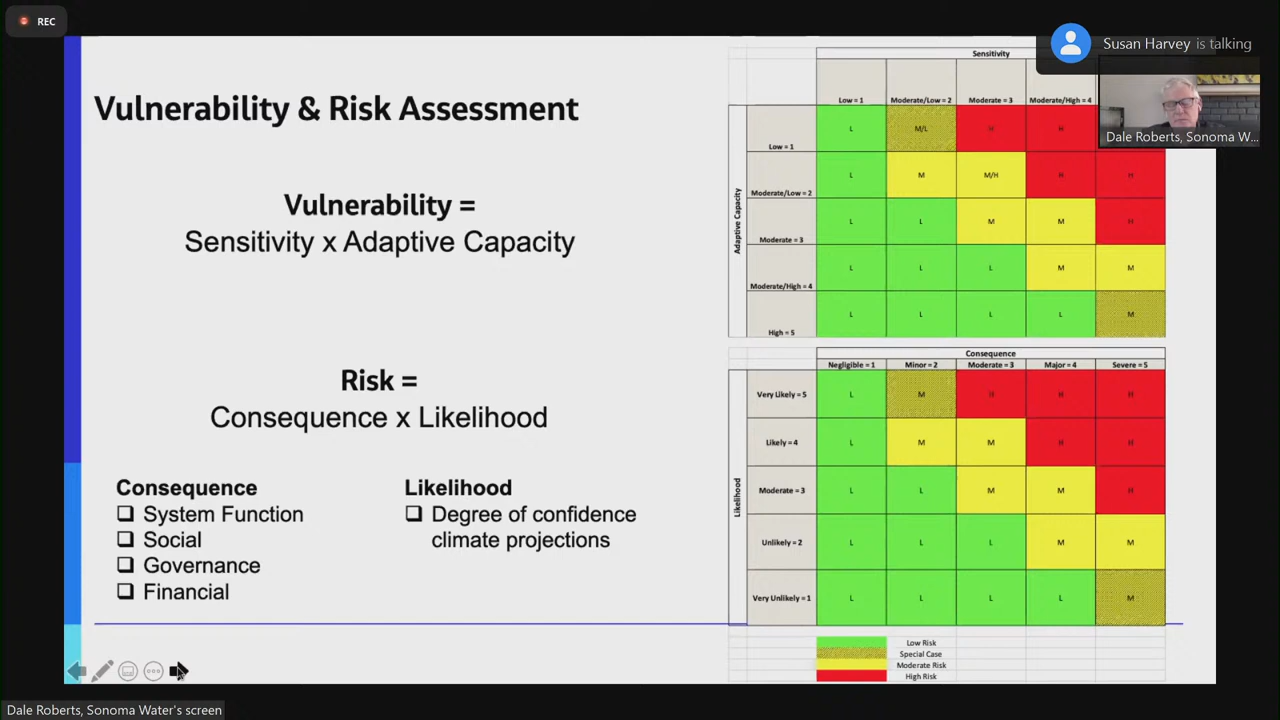 REC
Susan Harvey is talking
Dale Roberts, Sonoma W...
Vulnerability & Risk Assessment
Vulnerability =
Sensitivity x Adaptive Capacity
Risk =
Consequence x Likelihood
Consequence
❑ System Function
❑ Social
❑ Governance
❑ Financial
Likelihood
❑ Degree of confidence
climate projections
Sensitivity
Low = 1 Moderate/Low = 2 Moderate = 3 Moderate/High = 4
Adaptive Capacity
Low = 1 L M/L H H
Moderate/Low = 2 L M M/H H H
Moderate = 3 L L M M H
Moderate/High = 4 L L L M M
High = 5 L L L L M
Consequence
Negligible = 1 Minor = 2 Moderate = 3 Major = 4 Severe = 5
Likelihood
Very Likely = 5 L M H H H
Likely = 4 L M M H H
Moderate = 3 L L M M H
Unlikely = 2 L L L M M
Very Unlikely = 1 L L L L M
Low Risk
Special Case
Moderate Risk
High Risk
Dale Roberts, Sonoma Water's screen